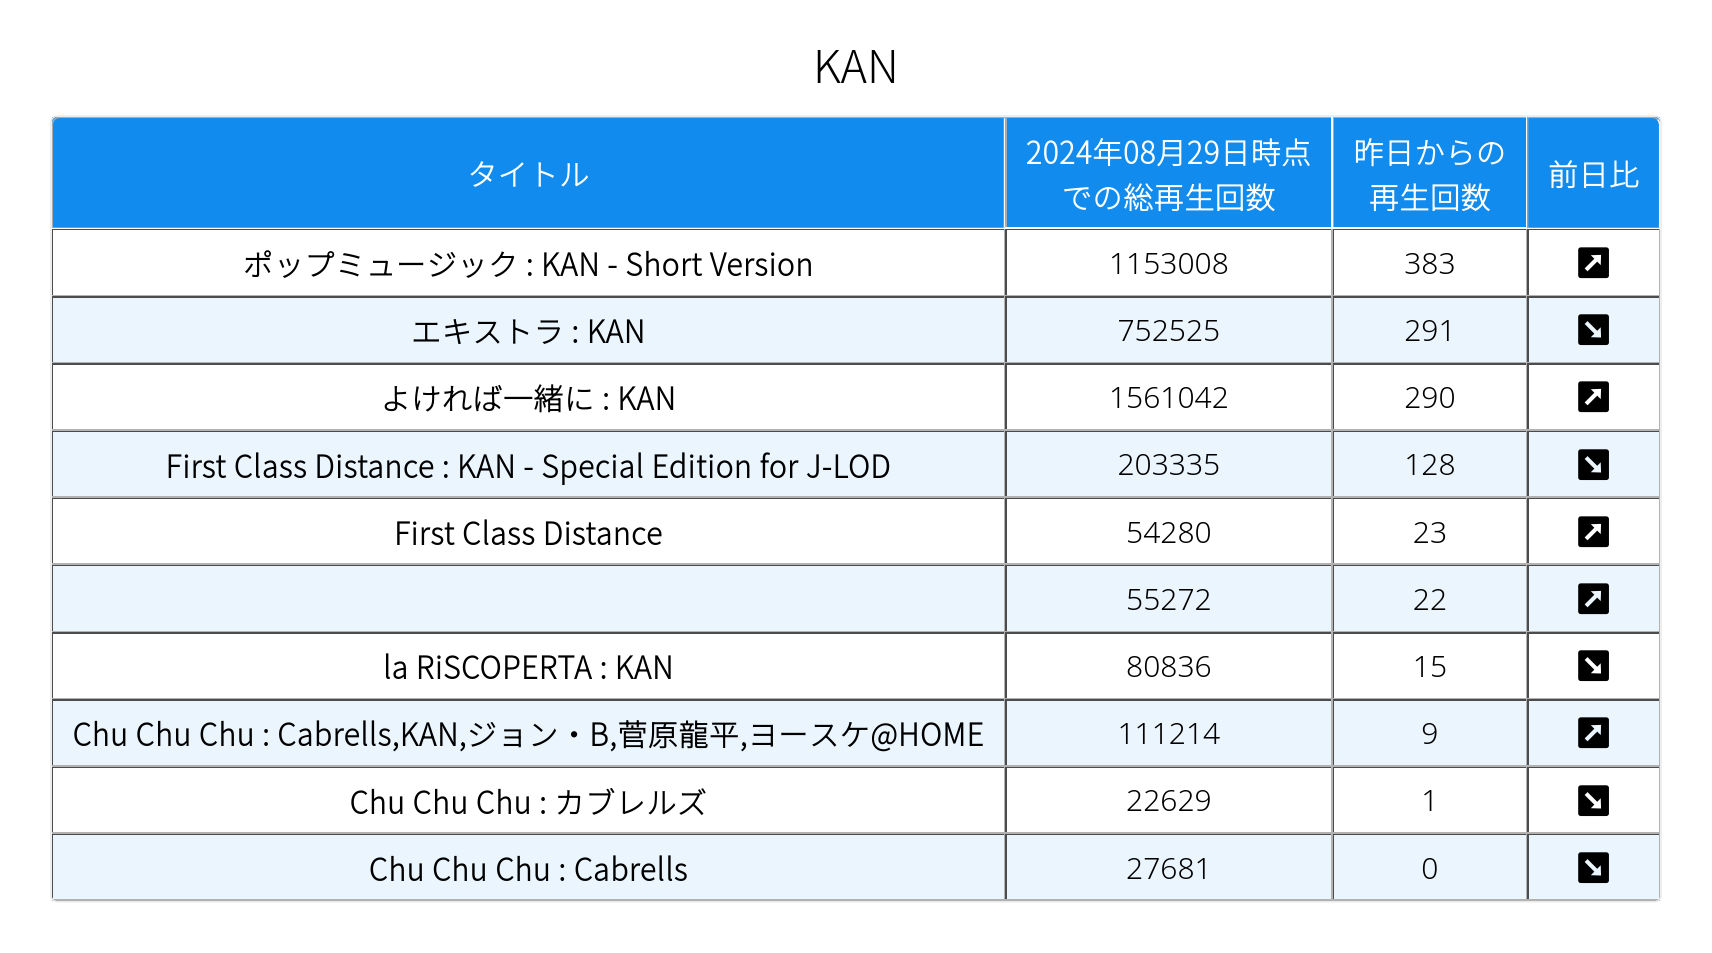 KAN
タイトル
2024年08月29日時点
での総再生回数
昨日からの
再生回数
前日比
ポップミュージック : KAN - Short Version 1153008 383
エキストラ : KAN 752525 291
よければ一緒に : KAN 1561042 290
First Class Distance : KAN - Special Edition for J-LOD 203335 128
First Class Distance 54280 23
55272 22
la RiSCOPERTA : KAN 80836 15
Chu Chu Chu : Cabrells,KAN,ジョン・B,菅原龍平,ヨースケ@HOME 111214 9
Chu Chu Chu : カブレルズ 22629 1
Chu Chu Chu : Cabrells 27681 0